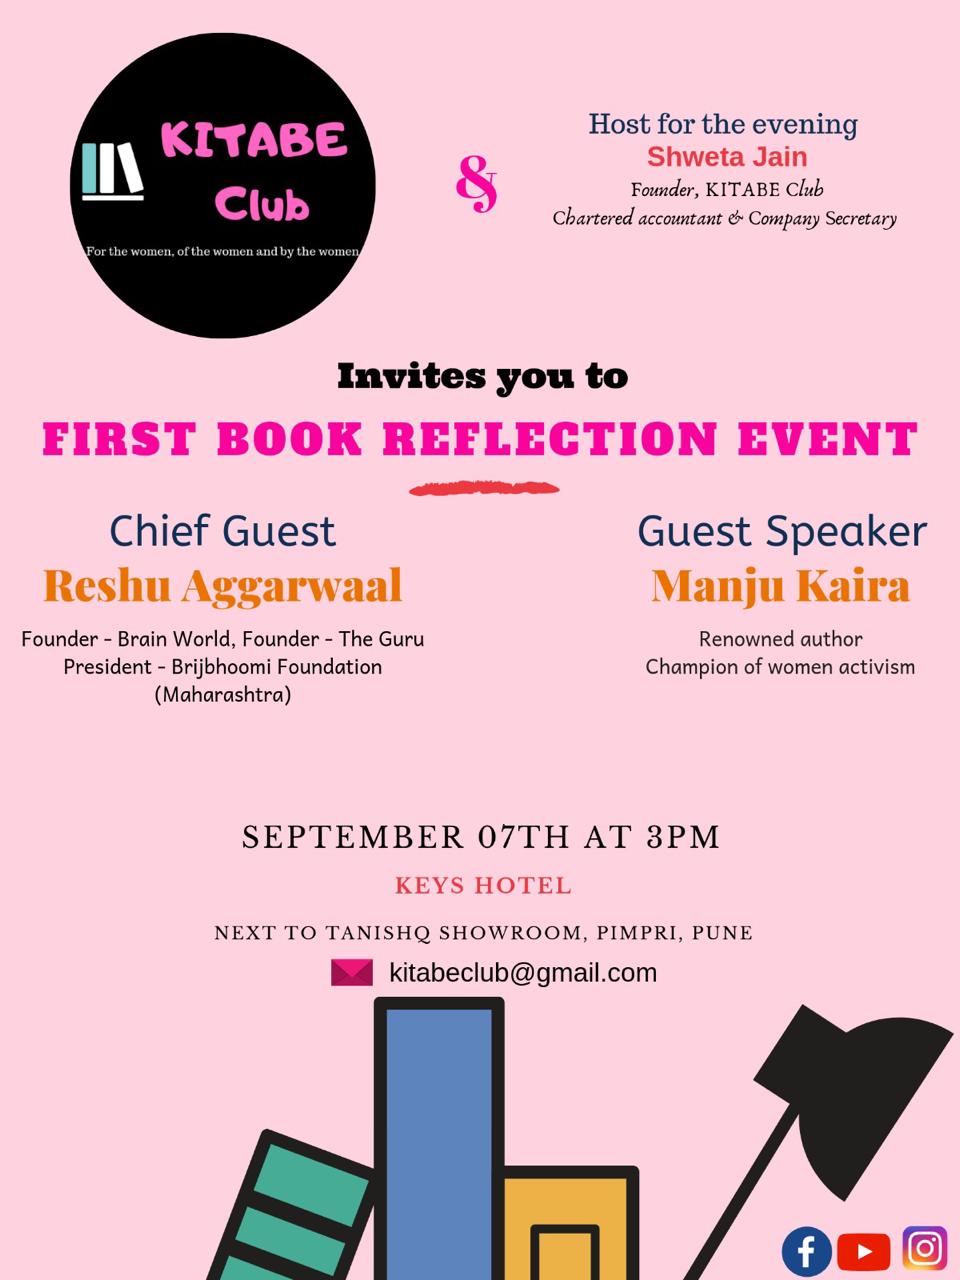 KITABE
Club
For the women, of the women and by the women
&
Host for the evening
Shweta Jain
Founder, KITABE Club
Chartered accountant & Company Secretary
Invites you to
FIRST BOOK REFLECTION EVENT
Chief Guest
Reshu Aggarwaal
Founder - Brain World, Founder - The Guru
President - Brijbhoomi Foundation
(Maharashtra)
Guest Speaker
Manju Kaira
Renowned author
Champion of women activism
SEPTEMBER 07TH AT 3PM
KEYS HOTEL
NEXT TO TANISHQ SHOWROOM, PIMPRI, PUNE
kitabeclub@gmail.com